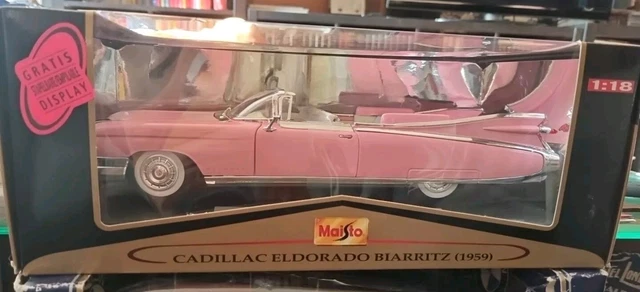 GRATIS
DISPLAY
1:18
Maisto
CADILLAC ELDORADO BIARRITZ (1959)